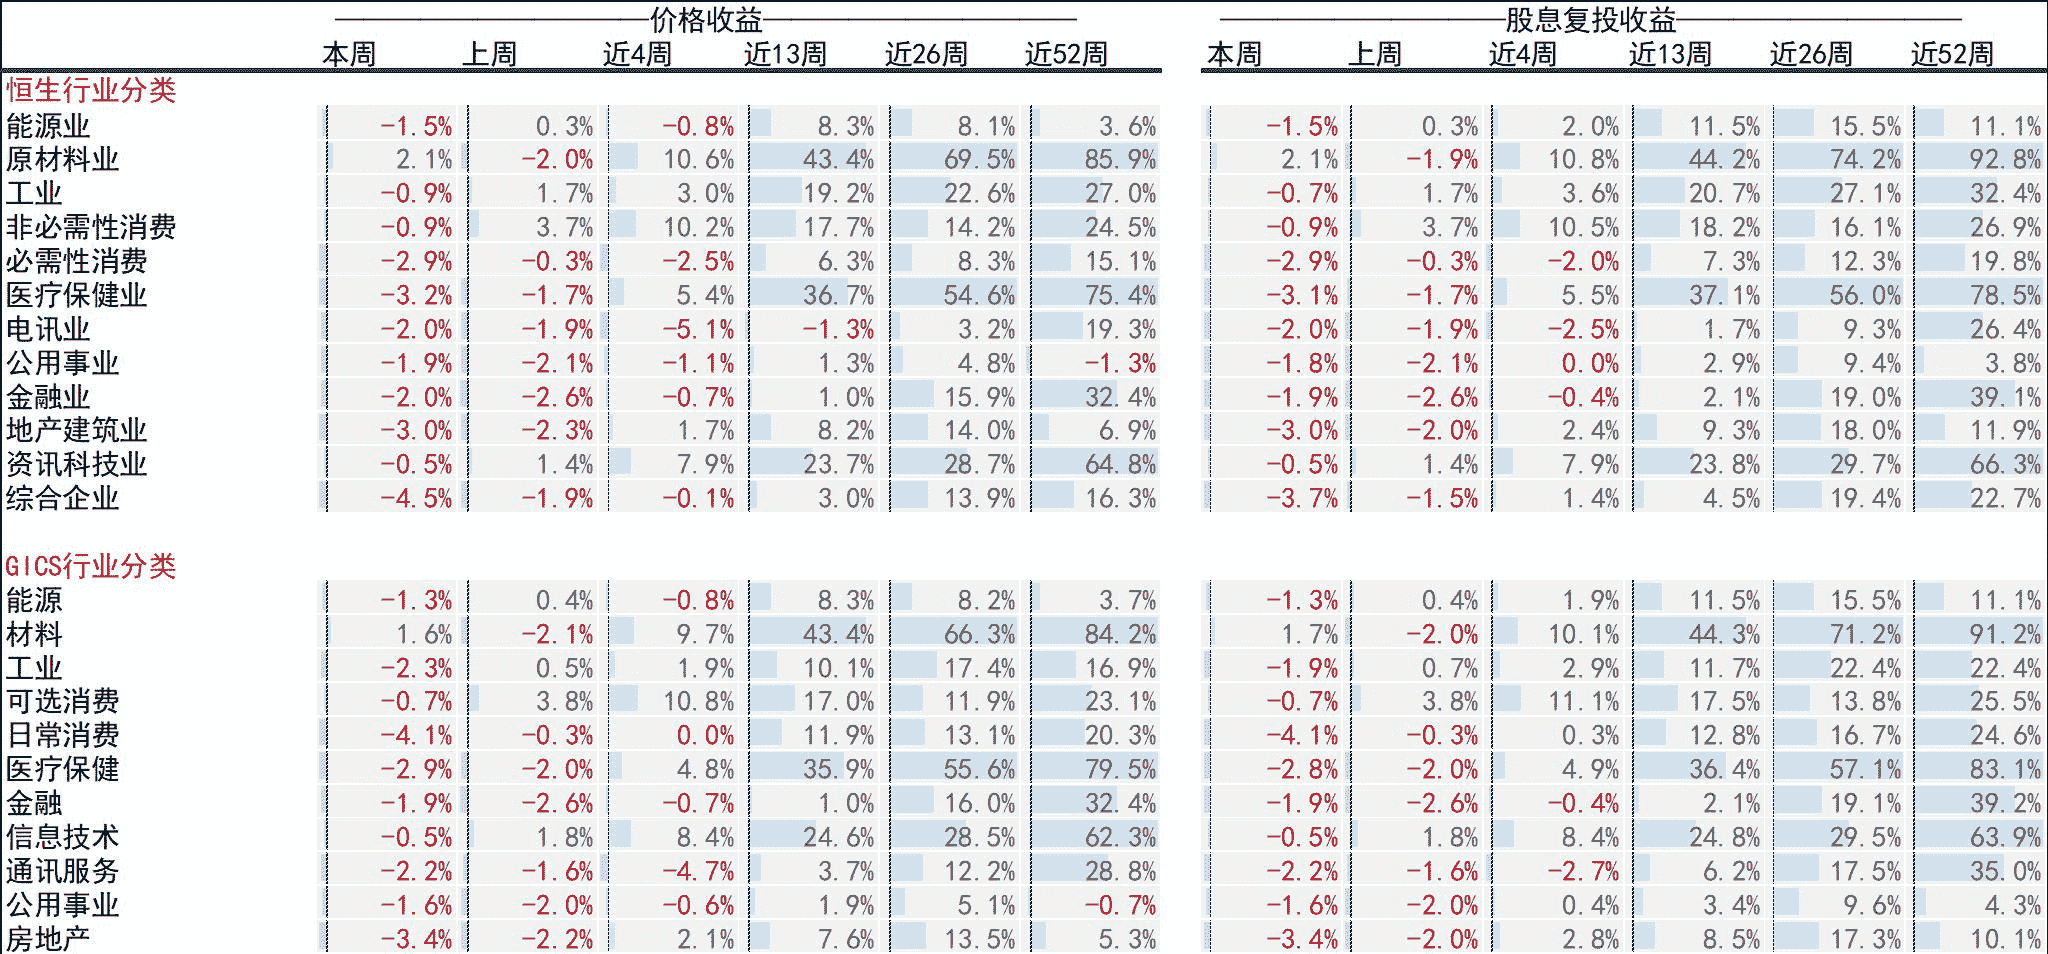 价格收益 股息复投收益
本周 上周 近4周 近13周 近26周 近52周 本周 上周 近4周 近13周 近26周 近52周
恒生行业分类
能源业 -1.5% 0.3% -0.8% 8.3% 8.1% 3.6% -1.5% 0.3% 2.0% 11.5% 15.5% 11.1%
原材料业 2.1% -2.0% 10.6% 43.4% 69.5% 85.9% 2.1% -1.9% 10.8% 44.2% 74.2% 92.8%
工业 -0.9% 1.7% 3.0% 19.2% 22.6% 27.0% -0.7% 1.7% 3.6% 20.7% 27.1% 32.4%
非必需性消费 -0.9% 3.7% 10.2% 17.7% 14.2% 24.5% -0.9% 3.7% 10.5% 18.2% 16.1% 26.9%
必需性消费 -2.9% -0.3% -2.5% 6.3% 8.3% 15.1% -2.9% -0.3% -2.0% 7.3% 12.3% 19.8%
医疗保健业 -3.2% -1.7% 5.4% 36.7% 54.6% 75.4% -3.1% -1.7% 5.5% 37.1% 56.0% 78.5%
电讯业 -2.0% -1.9% -5.1% -1.3% 3.2% 19.3% -2.0% -1.9% -2.5% 1.7% 9.3% 26.4%
公用事业 -1.9% -2.1% -1.1% 1.3% 4.8% -1.3% -1.8% -2.1% 0.0% 2.9% 9.4% 3.8%
金融业 -2.0% -2.6% -0.7% 1.0% 15.9% 32.4% -1.9% -2.6% -0.4% 2.1% 19.0% 39.1%
地产建筑业 -3.0% -2.3% 1.7% 8.2% 14.0% 6.9% -3.0% -2.0% 2.4% 9.3% 18.0% 11.9%
资讯科技业 -0.5% 1.4% 7.9% 23.7% 28.7% 64.8% -0.5% 1.4% 7.9% 23.8% 29.7% 66.3%
综合企业 -4.5% -1.9% -0.1% 3.0% 13.9% 16.3% -3.7% -1.5% 1.4% 4.5% 19.4% 22.7%
GICS行业分类
能源 -1.3% 0.4% -0.8% 8.3% 8.2% 3.7% -1.3% 0.4% 1.9% 11.5% 15.5% 11.1%
材料 1.6% -2.1% 9.7% 43.4% 66.3% 84.2% 1.7% -2.0% 10.1% 44.3% 71.2% 91.2%
工业 -2.3% 0.5% 1.9% 10.1% 17.4% 16.9% -1.9% 0.7% 2.9% 11.7% 22.4% 22.4%
可选消费 -0.7% 3.8% 10.8% 17.0% 11.9% 23.1% -0.7% 3.8% 11.1% 17.5% 13.8% 25.5%
日常消费 -4.1% -0.3% 0.0% 11.9% 13.1% 20.3% -4.1% -0.3% 0.3% 12.8% 16.7% 24.6%
医疗保健 -2.9% -2.0% 4.8% 35.9% 55.6% 79.5% -2.8% -2.0% 4.9% 36.4% 57.1% 83.1%
金融 -1.9% -2.6% -0.7% 1.0% 16.0% 32.4% -1.9% -2.6% -0.4% 2.1% 19.1% 39.2%
信息技术 -0.5% 1.8% 8.4% 24.6% 28.5% 62.3% -0.5% 1.8% 8.4% 24.8% 29.5% 63.9%
通讯服务 -2.2% -1.6% -4.7% 3.7% 12.2% 28.8% -2.2% -1.6% -2.7% 6.2% 17.5% 35.0%
公用事业 -1.6% -2.0% -0.6% 1.9% 5.1% -0.7% -1.6% -2.0% 0.4% 3.4% 9.6% 4.3%
房地产 -3.4% -2.2% 2.1% 7.6% 13.5% 5.3% -3.4% -2.0% 2.8% 8.5% 17.3% 10.1%